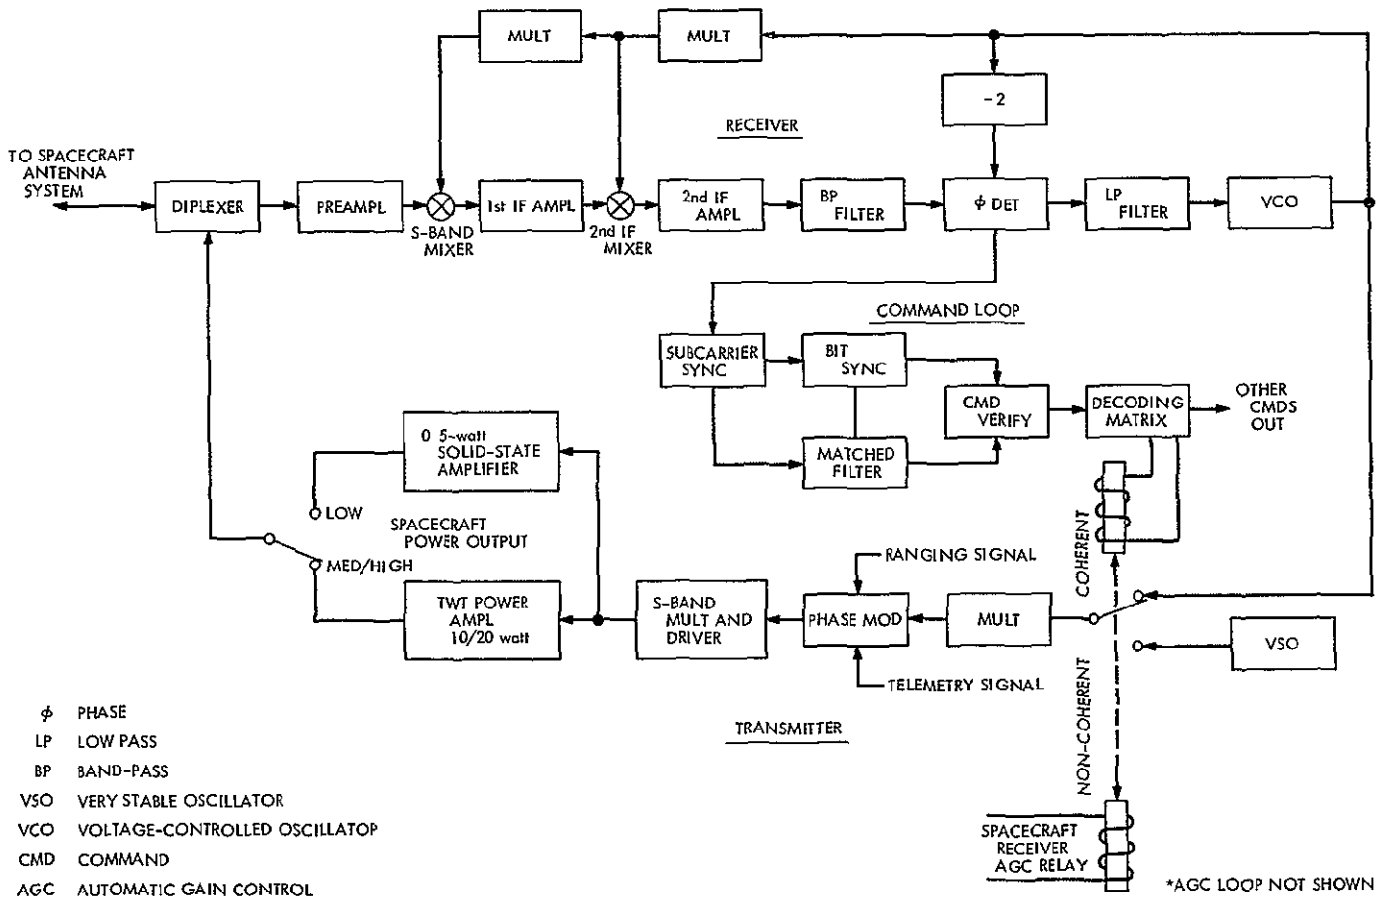 MULT
MULT
-2
RECEIVER
TO SPACECRAFT
ANTENNA
SYSTEM
DIPLEXER
PREAMPL
S-BAND
MIXER
1st IF AMPL
2nd IF
MIXER
2nd IF
AMPL
BP
FILTER
ϕ DET
LP
FILTER
VCO
COMMAND LOOP
SUBCARRIER
SYNC
BIT
SYNC
MATCHED
FILTER
CMD
VERIFY
DECODING
MATRIX
OTHER
CMDS
OUT
0 5-watt
SOLID-STATE
AMPLIFIER
LOW
SPACECRAFT
POWER OUTPUT
MED/HIGH
TWT POWER
AMPL
10/20 watt
S-BAND
MULT AND
DRIVER
RANGING SIGNAL
PHASE MOD
TELEMETRY SIGNAL
MULT
COHERENT
NON-COHERENT
VSO
TRANSMITTER
SPACECRAFT
RECEIVER
AGC RELAY
ϕ PHASE
LP LOW PASS
BP BAND-PASS
VSO VERY STABLE OSCILLATOR
VCO VOLTAGE-CONTROLLED OSCILLATOP
CMD COMMAND
AGC AUTOMATIC GAIN CONTROL
*AGC LOOP NOT SHOWN